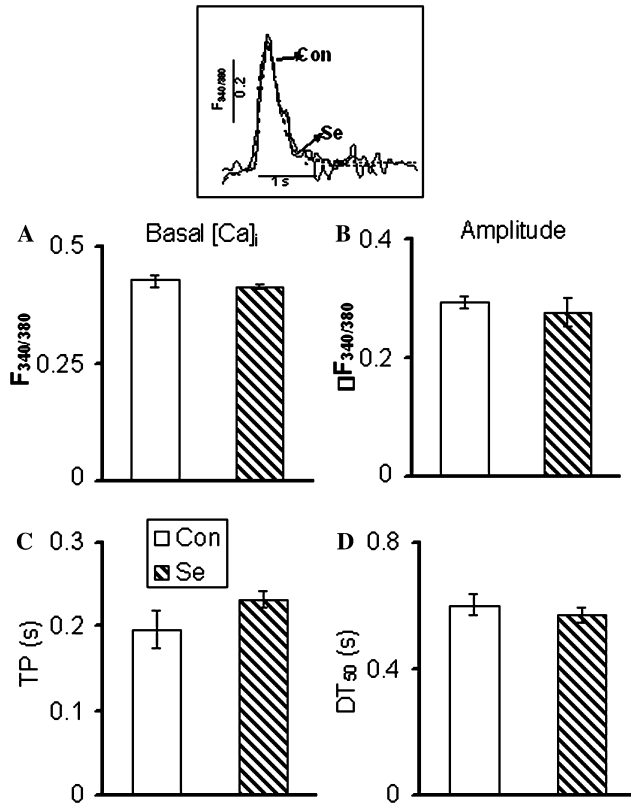 Con
F340/380
0.2
Se
1 s
A
Basal [Ca]i
B
Amplitude
0.5
0.25
0
F340/380
0.4
0.2
0
□F340/380
C
Con
Se
D
0.3
0.2
0.1
0
TP (s)
0.8
0.4
0
DT50 (s)